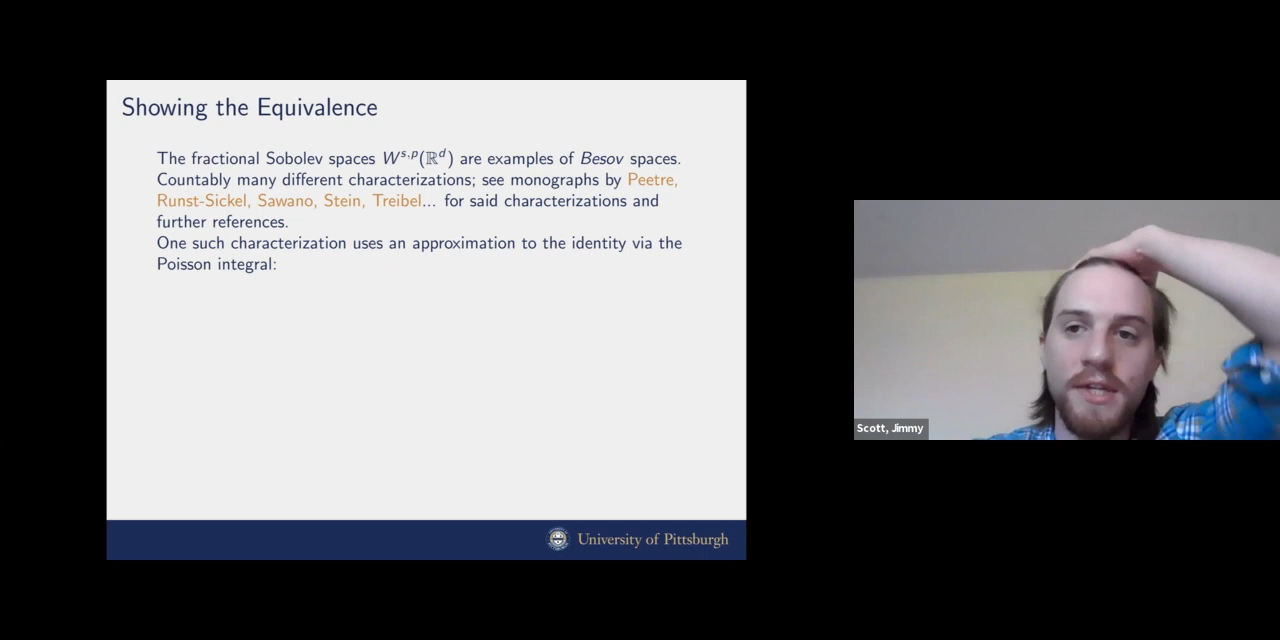 Showing the Equivalence
The fractional Sobolev spaces W^{s,p}(ℝ^d) are examples of Besov spaces.
Countably many different characterizations; see monographs by Peetre,
Runst-Sickel, Sawano, Stein, Treibel... for said characterizations and
further references.
One such characterization uses an approximation to the identity via the
Poisson integral:
University of Pittsburgh
Scott, Jimmy